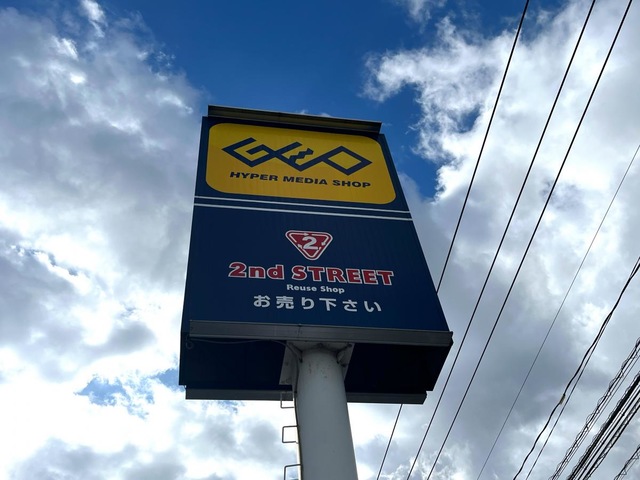 GEO
HYPER MEDIA SHOP
2
2nd STREET
Reuse Shop
お売り下さい